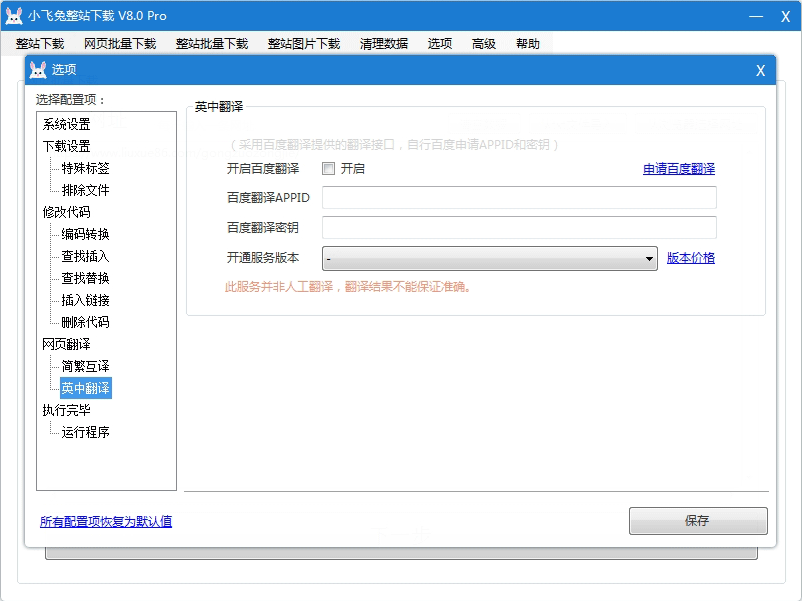 小飞兔整站下载 V8.0 Pro
整站下载 网页批量下载 整站批量下载 整站图片下载 清理数据 选项 高级 帮助
选项
X
选择配置项：
系统设置
下载设置
特殊标签
排除文件
修改代码
编码转换
查找插入
查找替换
插入链接
删除代码
网页翻译
简繁互译
英中翻译
执行完毕
运行程序
英中翻译
（采用百度翻译提供的翻译接口，自行百度申请APPID和密钥）
开启百度翻译 开启 申请百度翻译
百度翻译APPID
百度翻译密钥
开通服务版本 - 版本价格
此服务并非人工翻译，翻译结果不能保证准确。
所有配置项恢复为默认值
保存